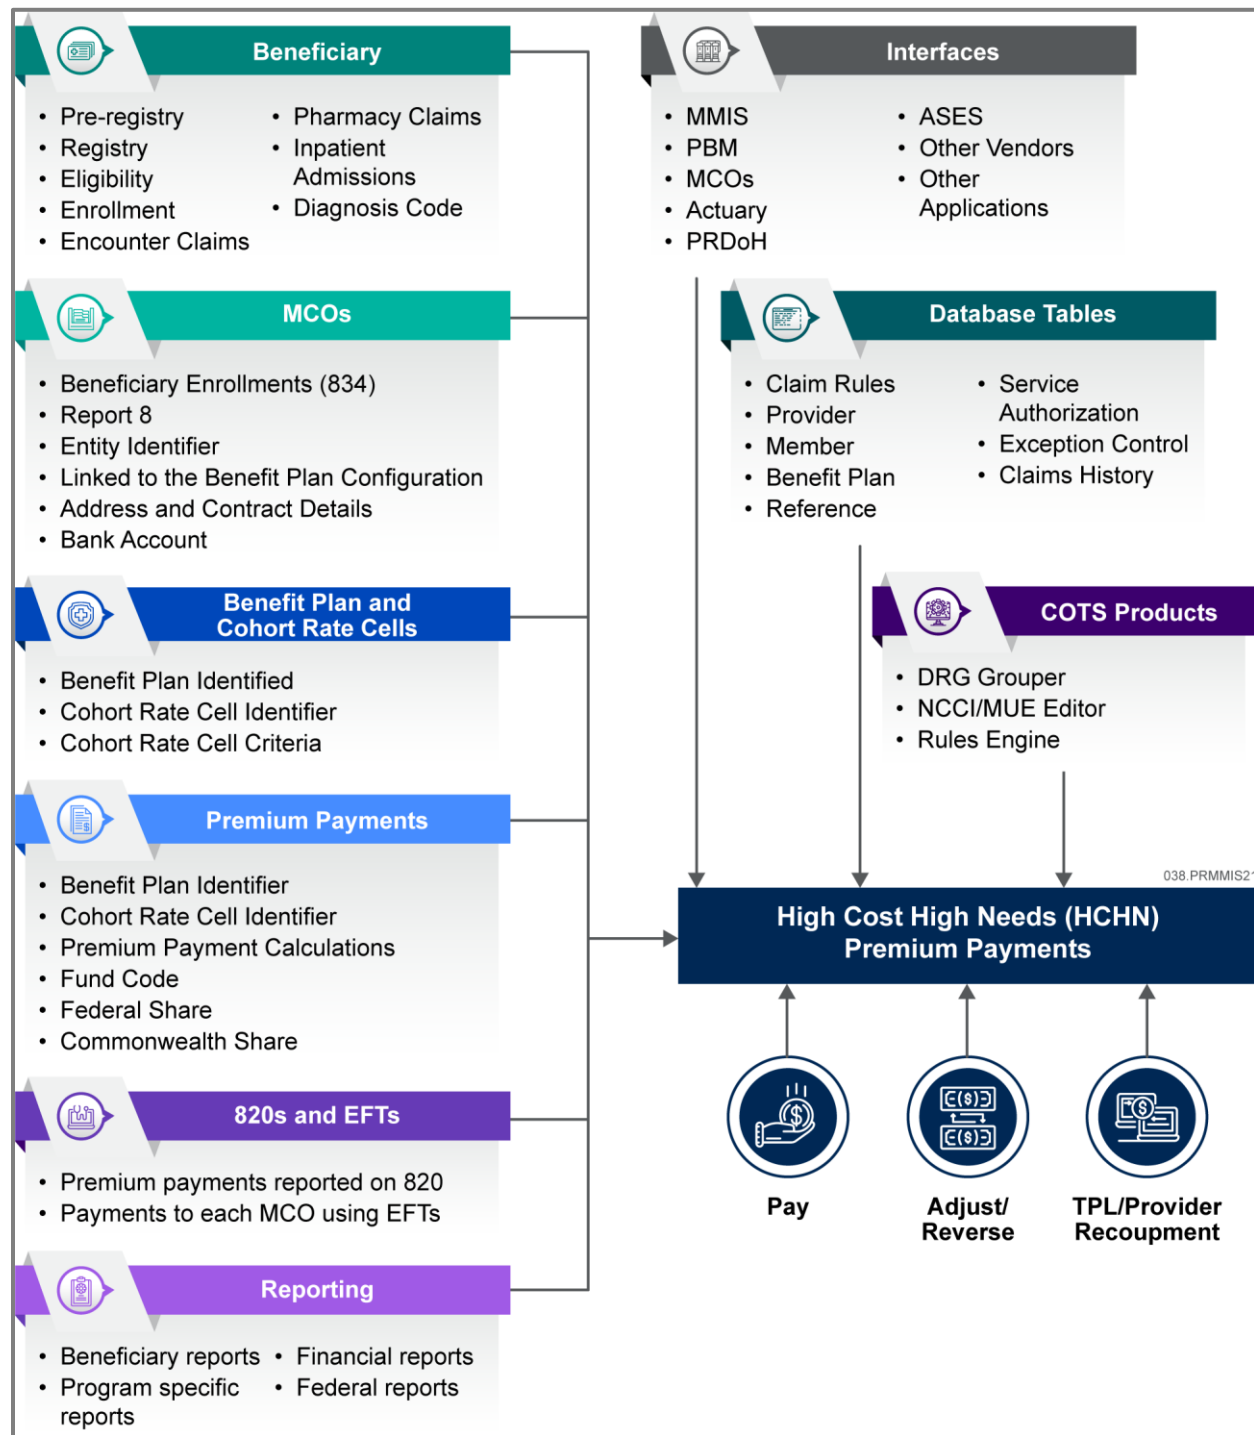 Beneficiary
• Pre-registry
• Registry
• Eligibility
• Enrollment
• Encounter Claims
• Pharmacy Claims
• Inpatient
Admissions
• Diagnosis Code
MCOs
• Beneficiary Enrollments (834)
• Report 8
• Entity Identifier
• Linked to the Benefit Plan Configuration
• Address and Contract Details
• Bank Account
Benefit Plan and
Cohort Rate Cells
• Benefit Plan Identified
• Cohort Rate Cell Identifier
• Cohort Rate Cell Criteria
Premium Payments
• Benefit Plan Identifier
• Cohort Rate Cell Identifier
• Premium Payment Calculations
• Fund Code
• Federal Share
• Commonwealth Share
820s and EFTs
• Premium payments reported on 820
• Payments to each MCO using EFTs
Reporting
• Beneficiary reports
• Program specific
reports
• Financial reports
• Federal reports
Interfaces
• MMIS
• PBM
• MCOs
• Actuary
• PRDoH
• ASES
• Other Vendors
• Other
Applications
Database Tables
• Claim Rules
• Provider
• Member
• Benefit Plan
• Reference
• Service
Authorization
• Exception Control
• Claims History
COTS Products
• DRG Grouper
• NCCI/MUE Editor
• Rules Engine
038.PRMMIS21
High Cost High Needs (HCHN)
Premium Payments
Pay
Adjust/
Reverse
TPL/Provider
Recoupment